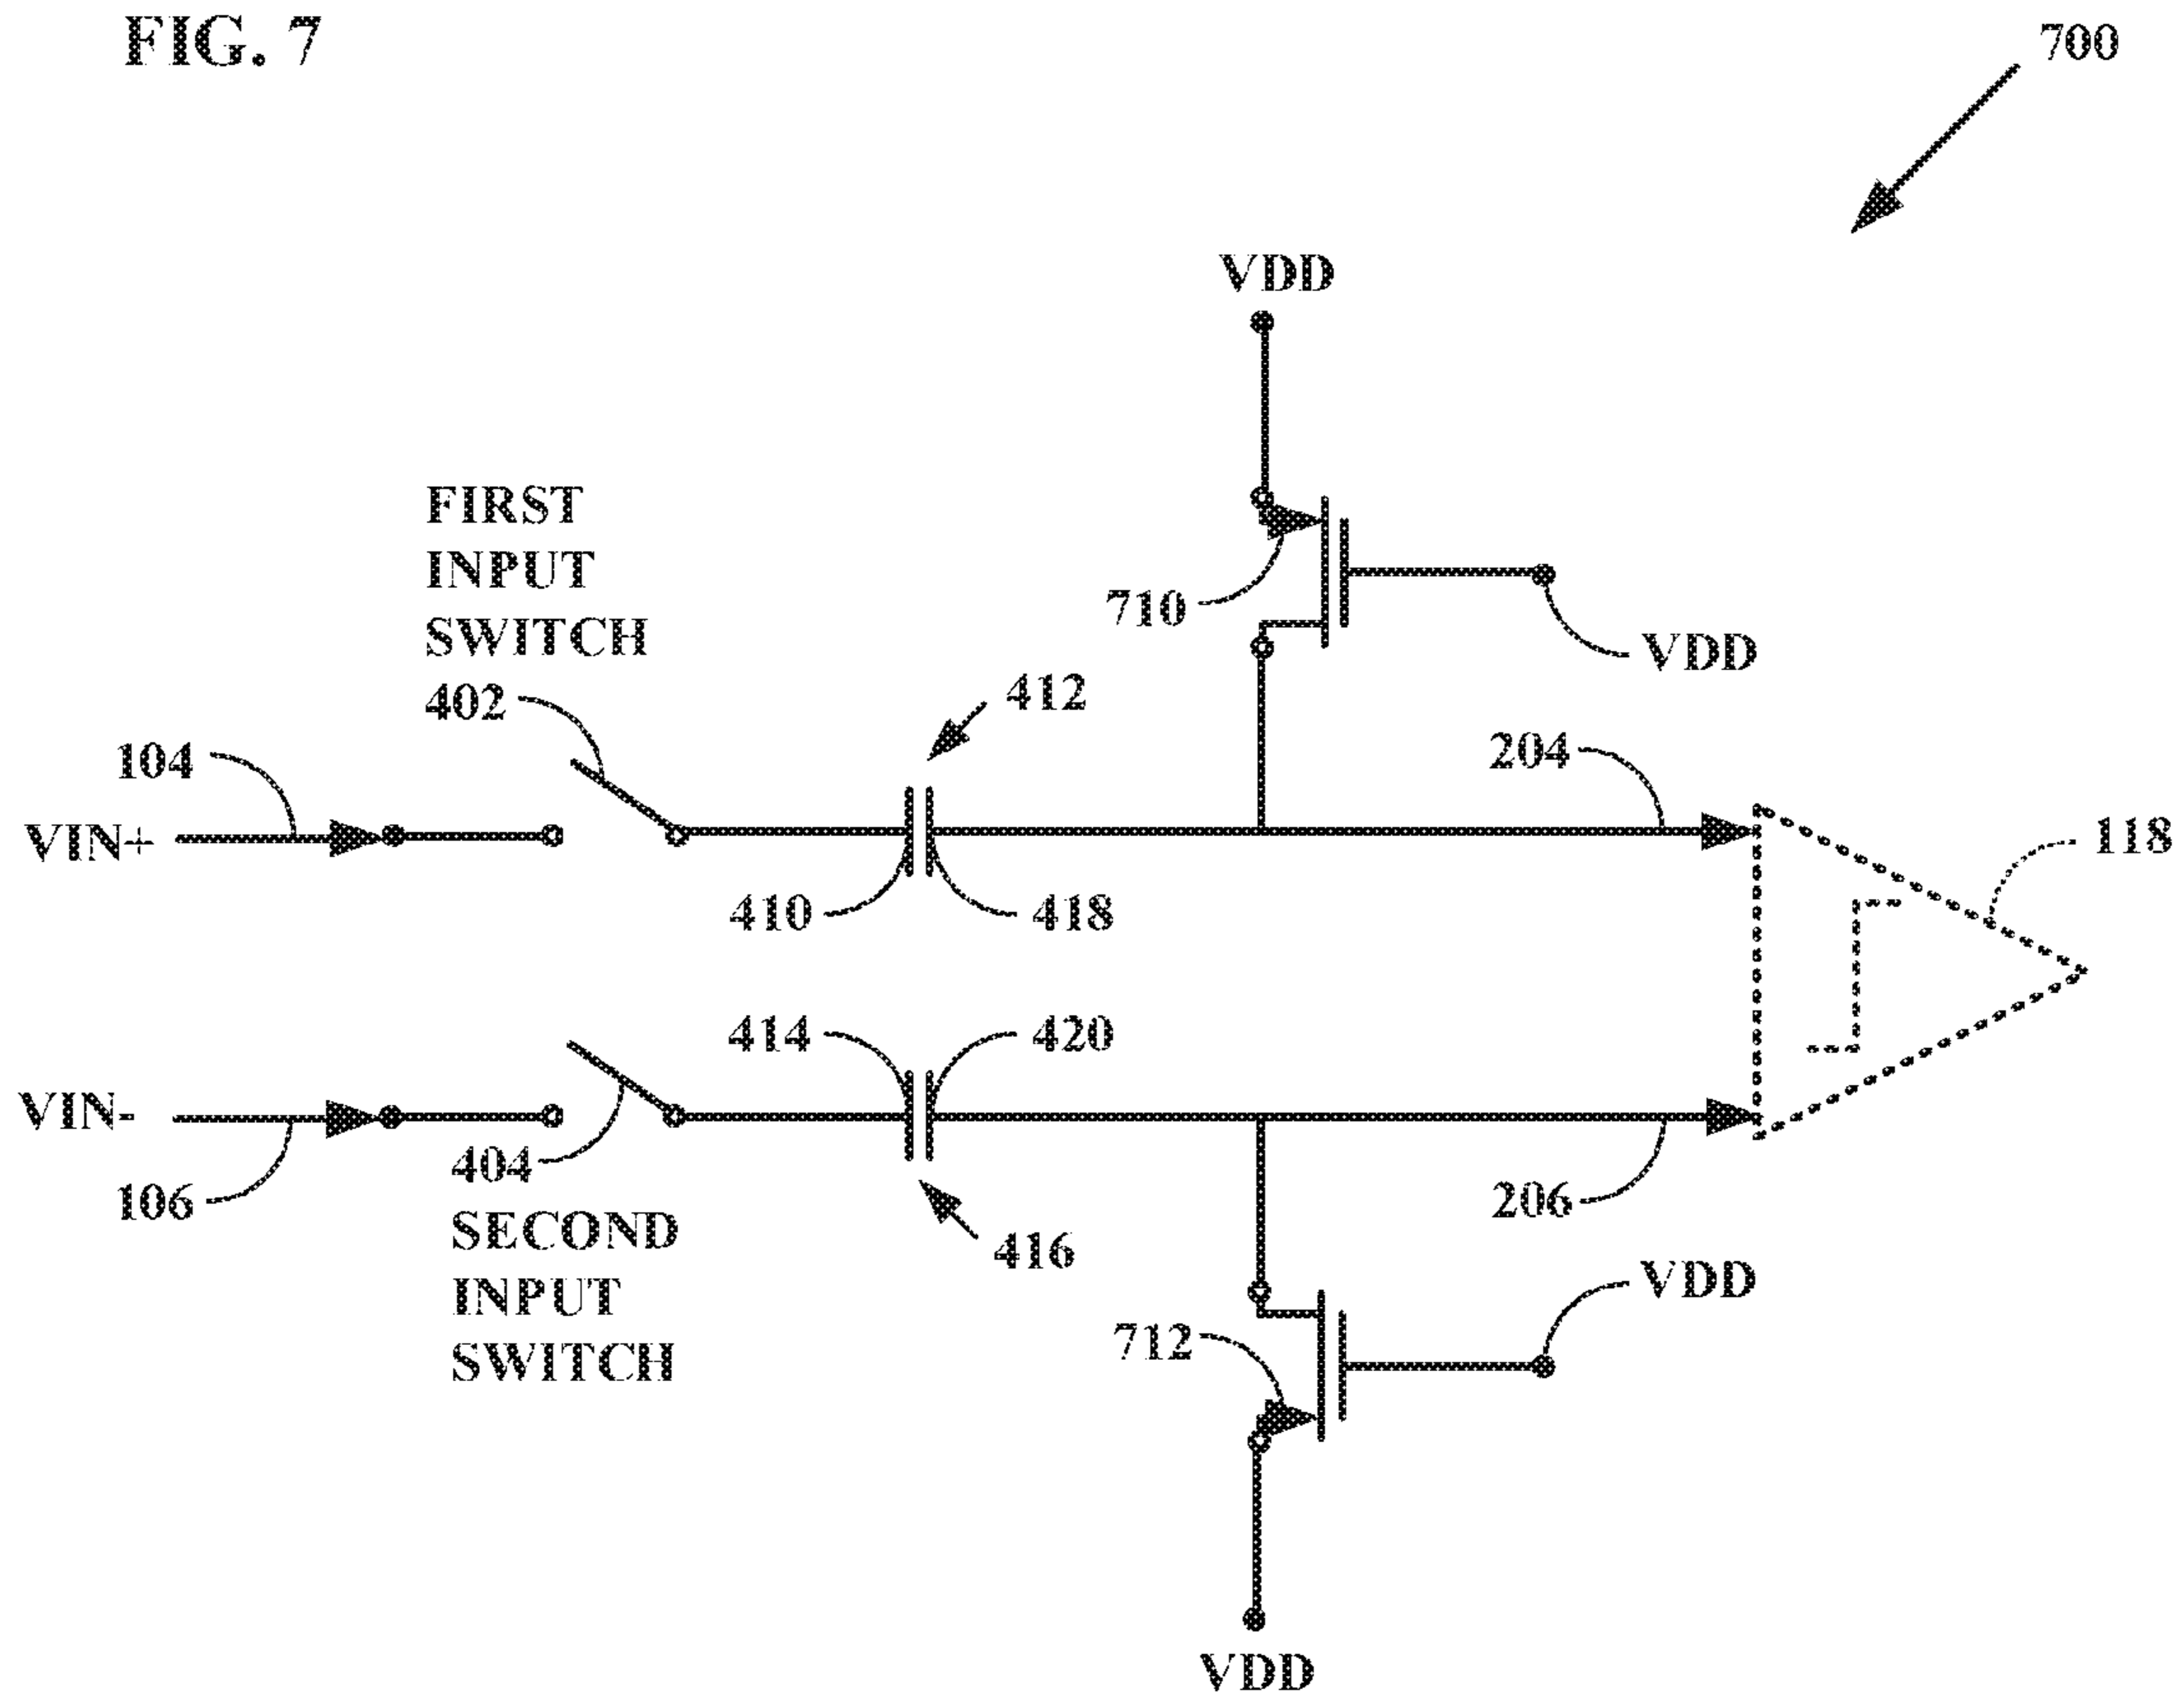 FIG. 7
700
VDD
FIRST
INPUT
SWITCH
402
710
VDD
412
104
204
VIN+
118
410
418
414
420
VIN-
404
106
206
SECOND
INPUT
SWITCH
416
VDD
712
VDD